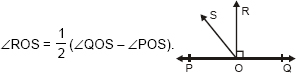 ∠ROS = 1/2 (∠QOS – ∠POS).
S
R
P
O
Q